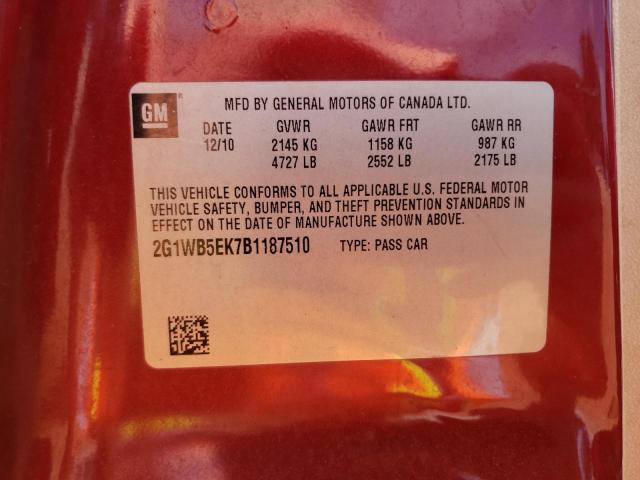 GM®
MFD BY GENERAL MOTORS OF CANADA LTD.
DATE GVWR GAWR FRT GAWR RR
12/10 2145 KG 1158 KG 987 KG
4727 LB 2552 LB 2175 LB
THIS VEHICLE CONFORMS TO ALL APPLICABLE U.S. FEDERAL MOTOR
VEHICLE SAFETY, BUMPER, AND THEFT PREVENTION STANDARDS IN
EFFECT ON THE DATE OF MANUFACTURE SHOWN ABOVE.
2G1WB5EK7B1187510 TYPE: PASS CAR